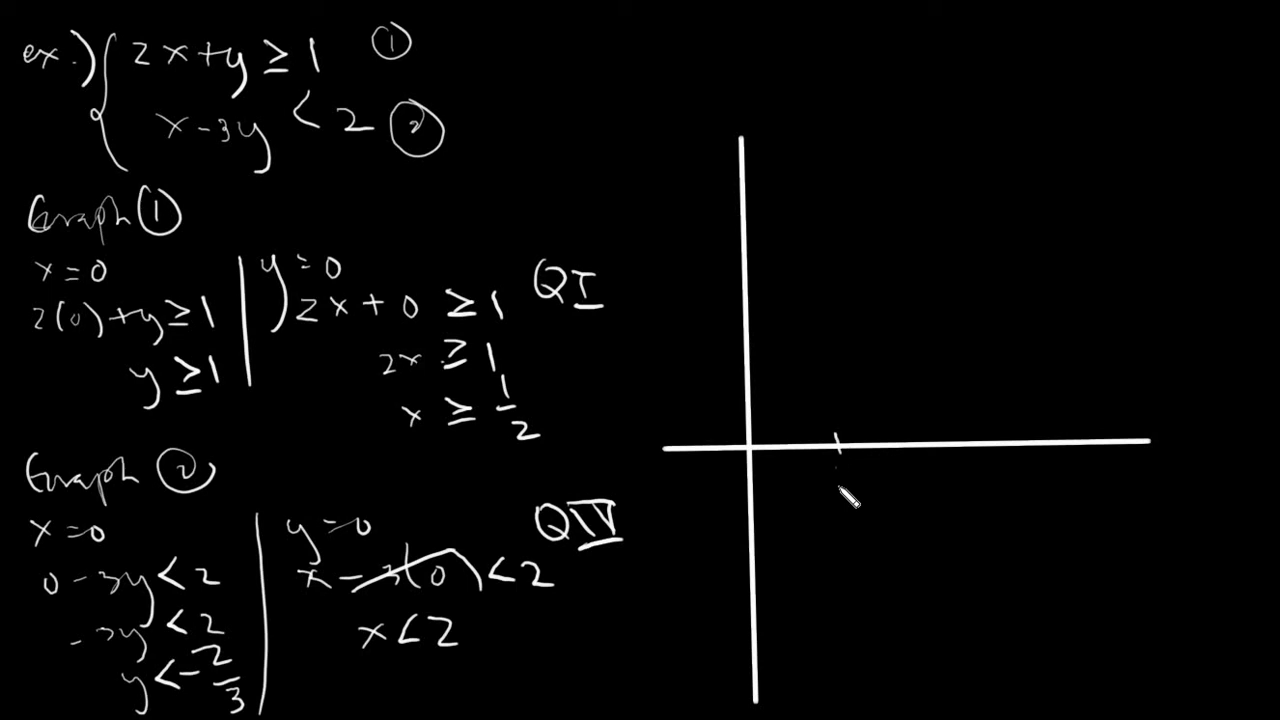 ex.) { 2x+y ≥ 1 ①
x-3y < 2 ②
Graph ①
x=0
2(0)+y≥1
y ≥1
y=0
2x+0 ≥1
2x ≥ 1
x ≥ 1/2
QI
Graph ②
x=0
0-3y<2
-3y<2
y<-2/3
y=0
x-3(0)<2
x<2
QIV